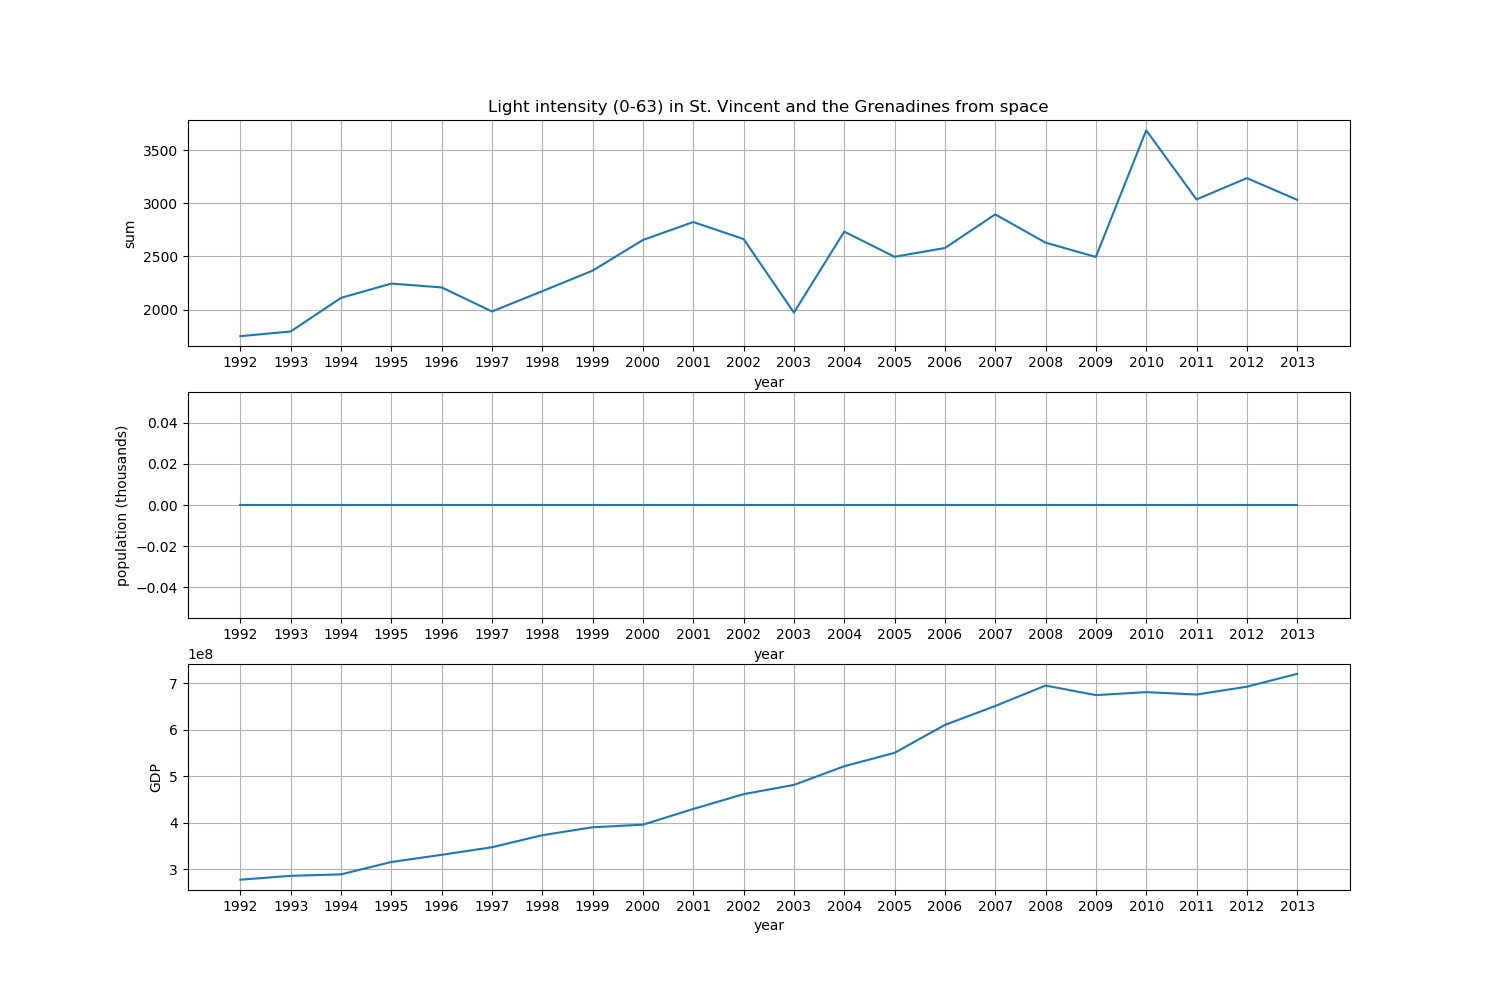 Light intensity (0-63) in St. Vincent and the Grenadines from space
3500
3000
2500
2000
sum
1992 1993 1994 1995 1996 1997 1998 1999 2000 2001 2002 2003 2004 2005 2006 2007 2008 2009 2010 2011 2012 2013
year
0.04
0.02
0.00
−0.02
−0.04
population (thousands)
1992 1993 1994 1995 1996 1997 1998 1999 2000 2001 2002 2003 2004 2005 2006 2007 2008 2009 2010 2011 2012 2013
year
1e8
7
6
5
4
3
GDP
1992 1993 1994 1995 1996 1997 1998 1999 2000 2001 2002 2003 2004 2005 2006 2007 2008 2009 2010 2011 2012 2013
year